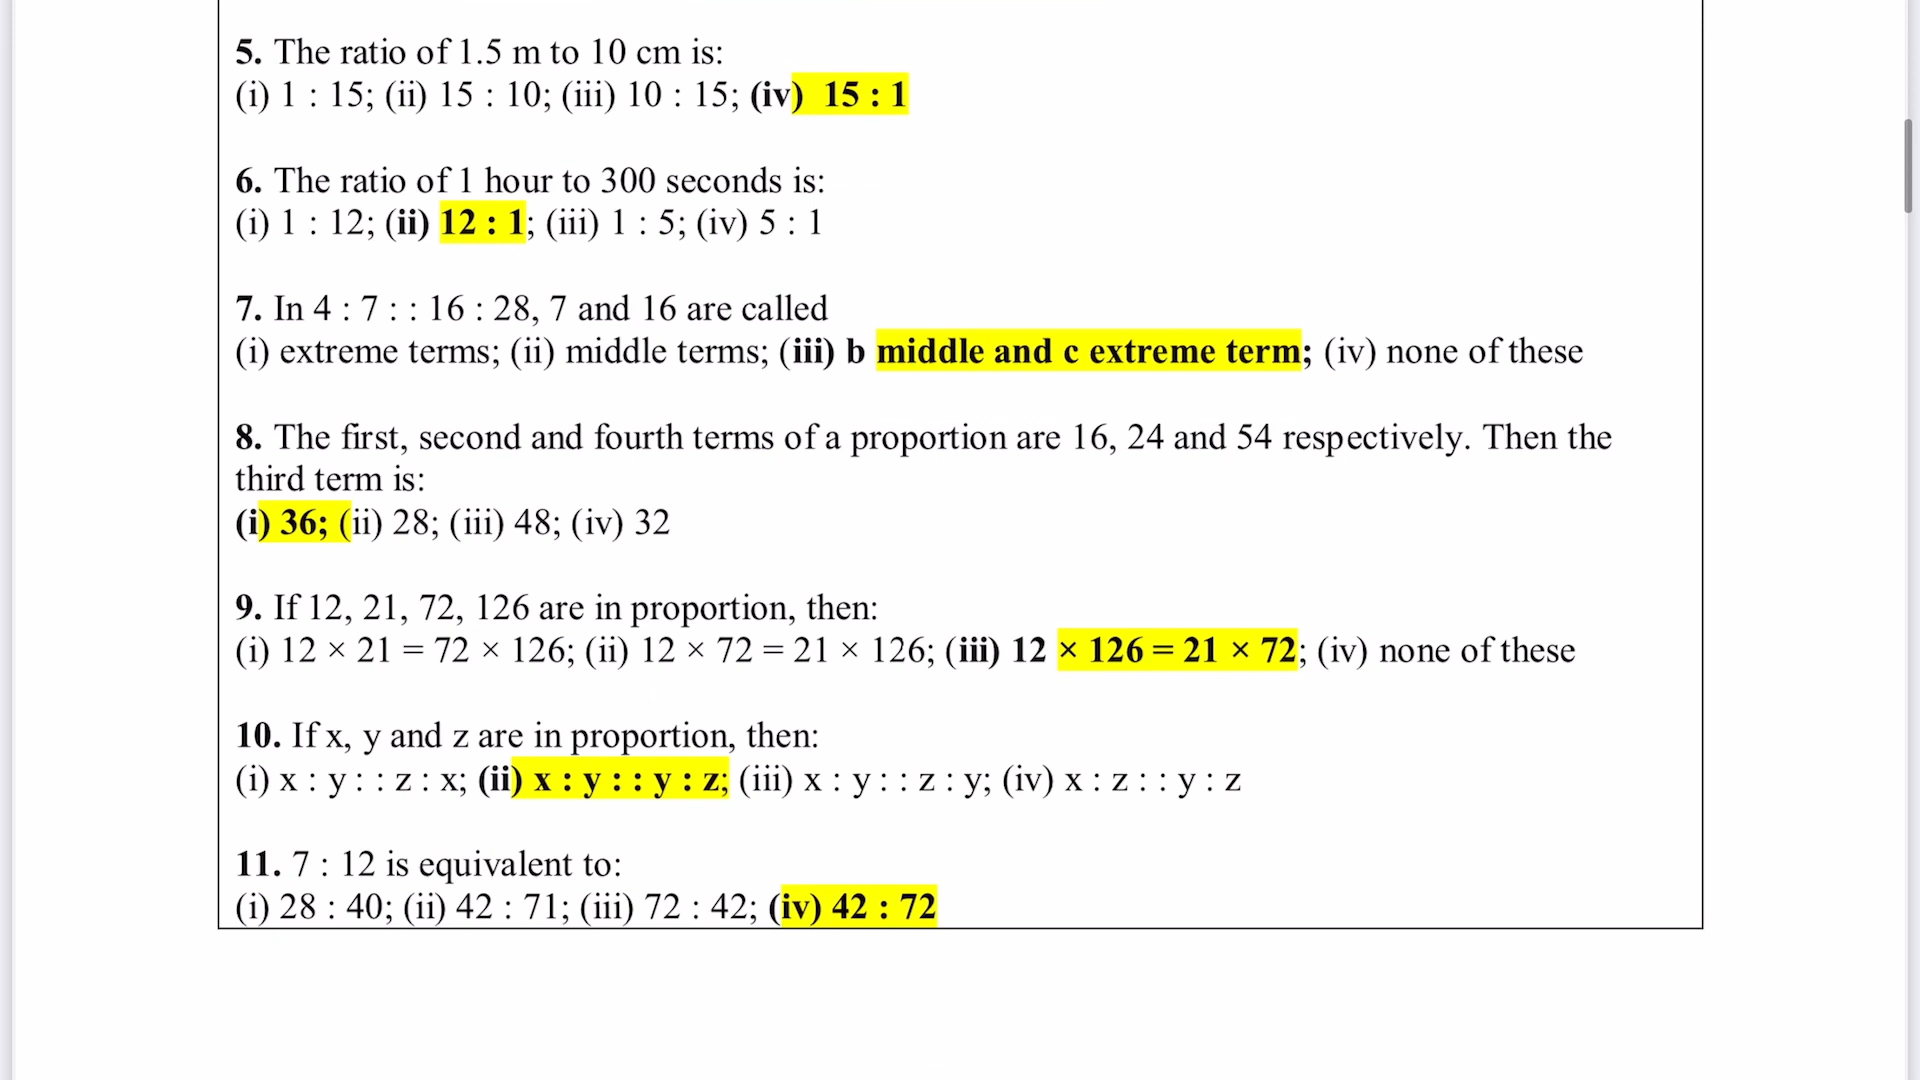 5. The ratio of 1.5 m to 10 cm is:
(i) 1 : 15; (ii) 15 : 10; (iii) 10 : 15; (iv) 15 : 1
6. The ratio of 1 hour to 300 seconds is:
(i) 1 : 12; (ii) 12 : 1; (iii) 1 : 5; (iv) 5 : 1
7. In 4 : 7 : : 16 : 28, 7 and 16 are called
(i) extreme terms; (ii) middle terms; (iii) b middle and c extreme term; (iv) none of these
8. The first, second and fourth terms of a proportion are 16, 24 and 54 respectively. Then the
third term is:
(i) 36; (ii) 28; (iii) 48; (iv) 32
9. If 12, 21, 72, 126 are in proportion, then:
(i) 12 × 21 = 72 × 126; (ii) 12 × 72 = 21 × 126; (iii) 12 × 126 = 21 × 72; (iv) none of these
10. If x, y and z are in proportion, then:
(i) x : y : : z : x; (ii) x : y : : y : z; (iii) x : y : : z : y; (iv) x : z : : y : z
11. 7 : 12 is equivalent to:
(i) 28 : 40; (ii) 42 : 71; (iii) 72 : 42; (iv) 42 : 72